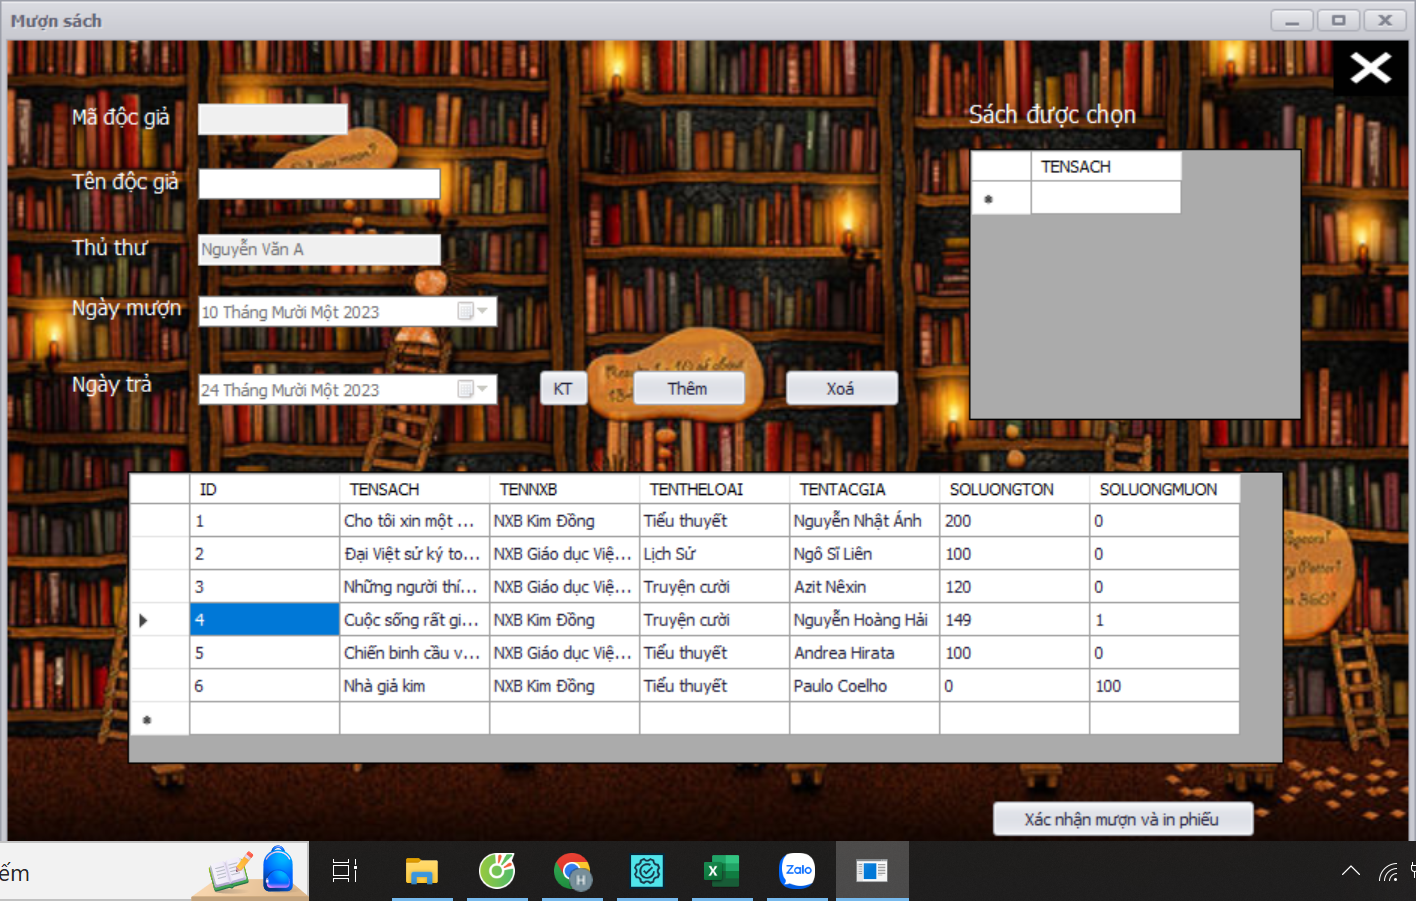 Mượn sách
Mã độc giả
Tên độc giả
Thủ thư
Nguyễn Văn A
Ngày mượn
10 Tháng Mười Một 2023
Ngày trả
24 Tháng Mười Một 2023
KT
Thêm
Xoá
Sách được chọn
TENSACH
ID TENSACH TENNXB TENTHELOAI TENTACGIA SOLUONGTON SOLUONGMUON
1 Cho tôi xin một ... NXB Kim Đồng Tiểu thuyết Nguyễn Nhật Ánh 200 0
2 Đại Việt sử ký to... NXB Giáo dục Việ... Lịch Sử Ngô Sĩ Liên 100 0
3 Những người thí... NXB Giáo dục Việ... Truyện cười Azit Nêxin 120 0
4 Cuộc sống rất gi... NXB Kim Đồng Truyện cười Nguyễn Hoàng Hải 149 1
5 Chiến binh cầu v... NXB Giáo dục Việ... Tiểu thuyết Andrea Hirata 100 0
6 Nhà giả kim NXB Kim Đồng Tiểu thuyết Paulo Coelho 0 100
Xác nhận mượn và in phiếu
ếm
H
X
Zalo